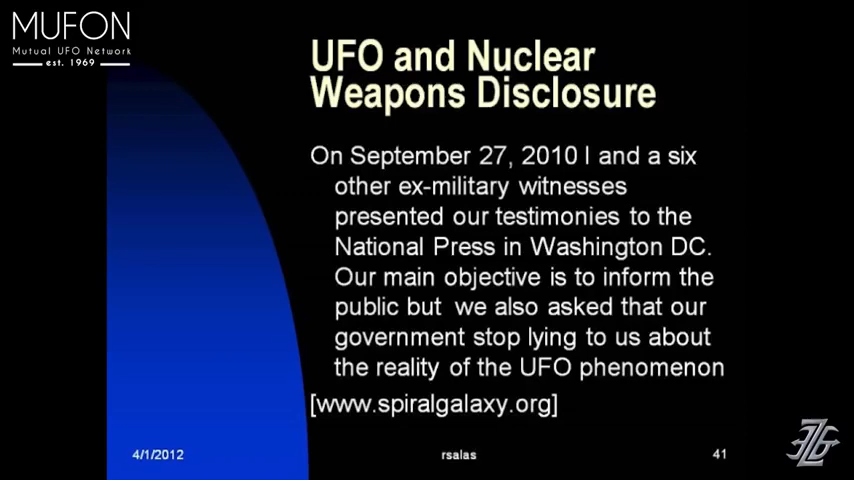 MUFON
Mutual UFO Network
est. 1969
UFO and Nuclear
Weapons Disclosure
On September 27, 2010 I and a six
other ex-military witnesses
presented our testimonies to the
National Press in Washington DC.
Our main objective is to inform the
public but we also asked that our
government stop lying to us about
the reality of the UFO phenomenon
[www.spiralgalaxy.org]
4/1/2012
rsalas
41